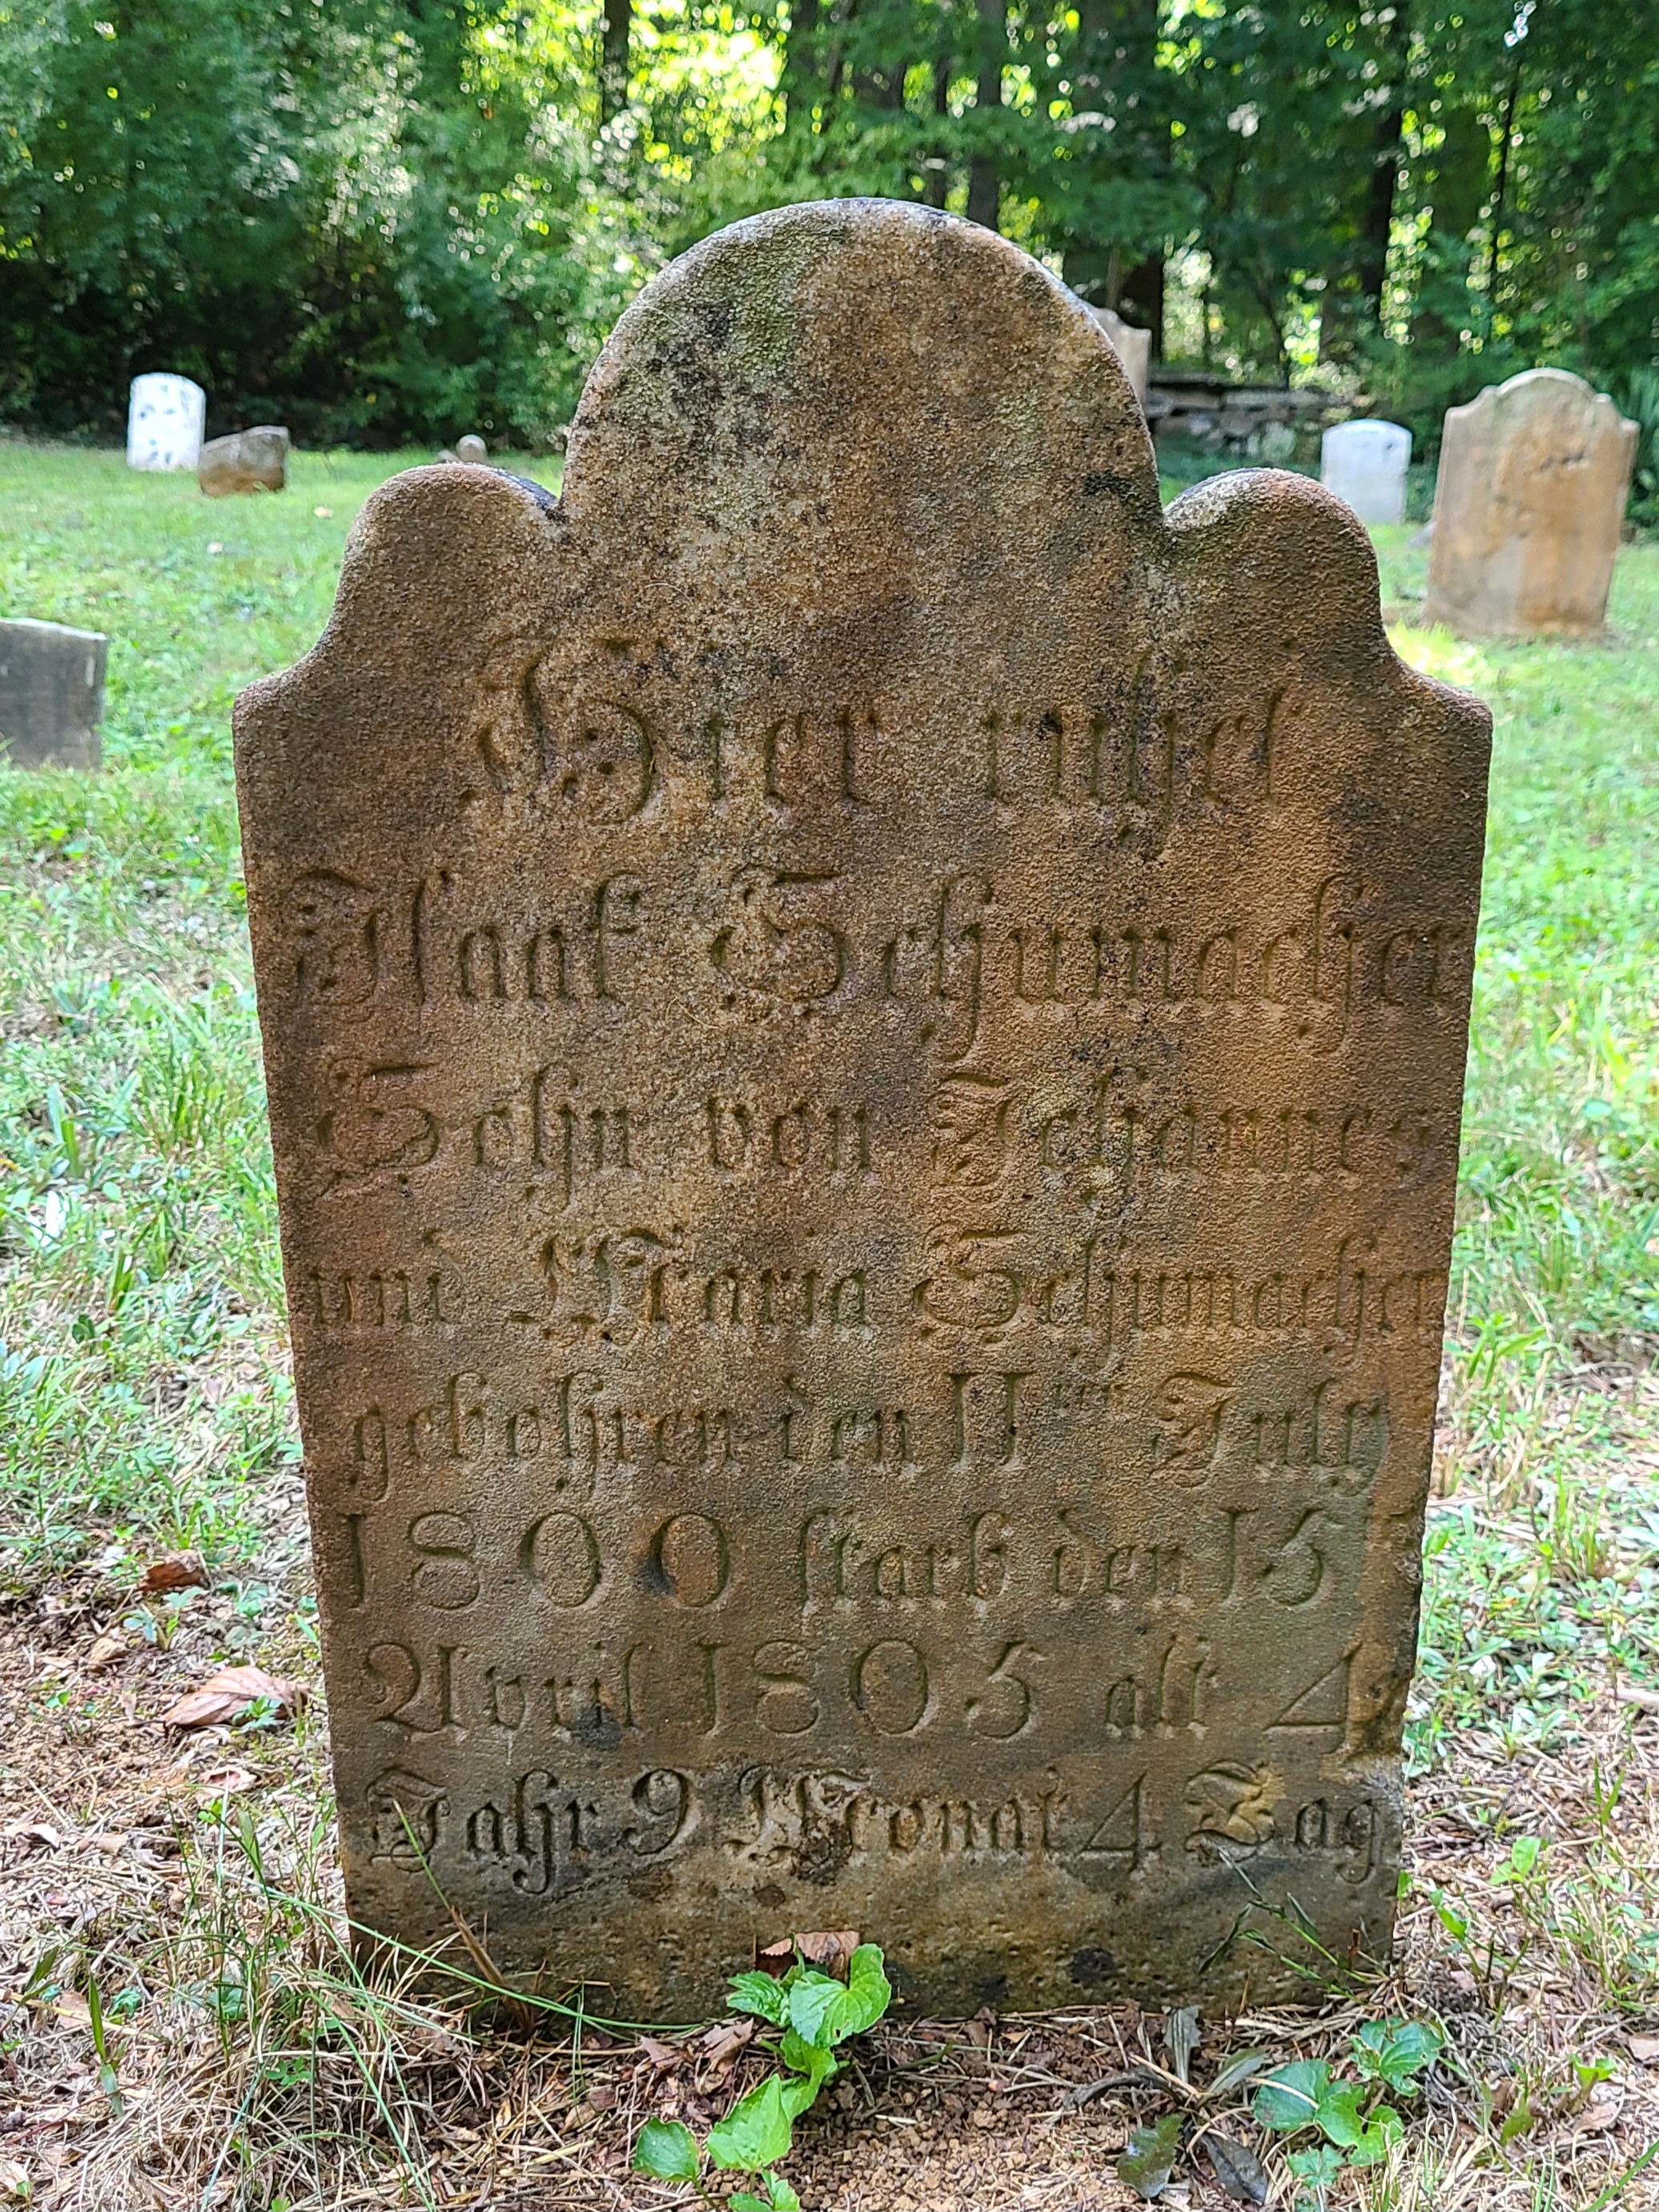 Hier ruhet
Isaak Schumacher
Sohn von Johannes
und Maria Schumacher
gebohren den 11ten July
1800 starb den 15
April 1805 alt 4
Jahr 9 Monat 4 Tag